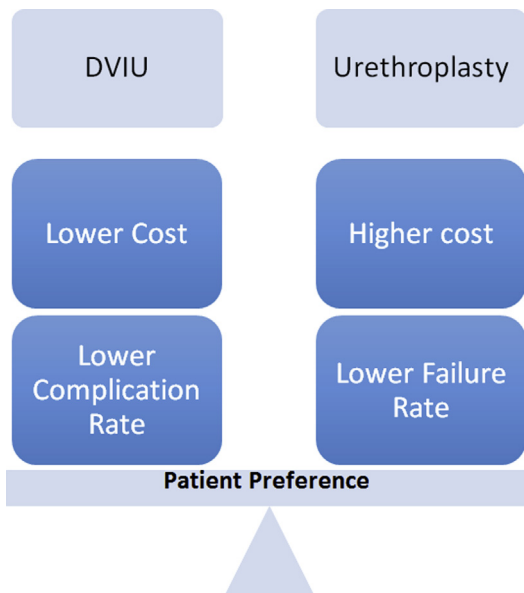 DVIU
Urethroplasty
Lower Cost
Higher cost
Lower
Complication
Rate
Lower Failure
Rate
Patient Preference